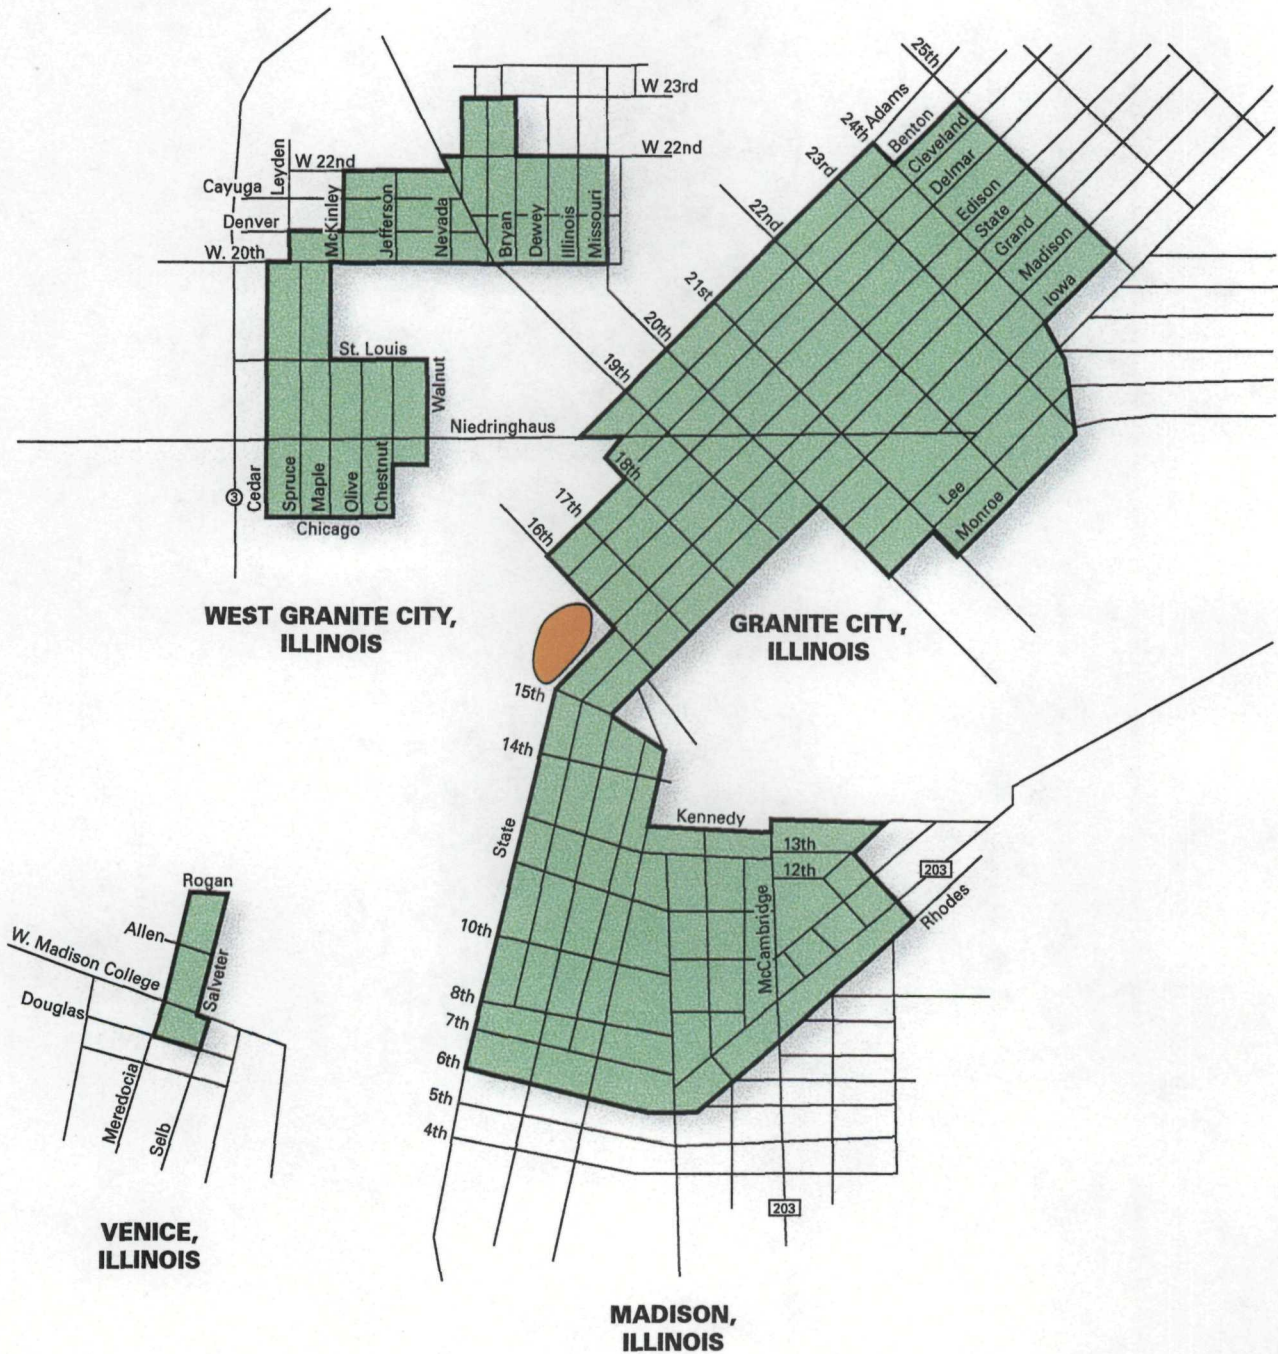 25th
Adams
24th
Benton
23rd
Cleveland
Delmar
Edison
State
Grand
Madison
Iowa
22nd
21st
20th
19th
18th
17th
16th
Lee
Monroe
W 23rd
W 22nd
Leyden
W 22nd
Cayuga
Denver
W. 20th
McKinley
Jefferson
Nevada
Bryan
Dewey
Illinois
Missouri
St. Louis
Walnut
Niedringhaus
3
Cedar
Spruce
Maple
Olive
Chestnut
Chicago
WEST GRANITE CITY,
ILLINOIS
GRANITE CITY,
ILLINOIS
15th
14th
State
Kennedy
13th
12th
McCambridge
203
Rhodes
10th
8th
7th
6th
5th
4th
203
Rogan
Allen
W. Madison College
Salveter
Douglas
Meredocia
Selb
VENICE,
ILLINOIS
MADISON,
ILLINOIS